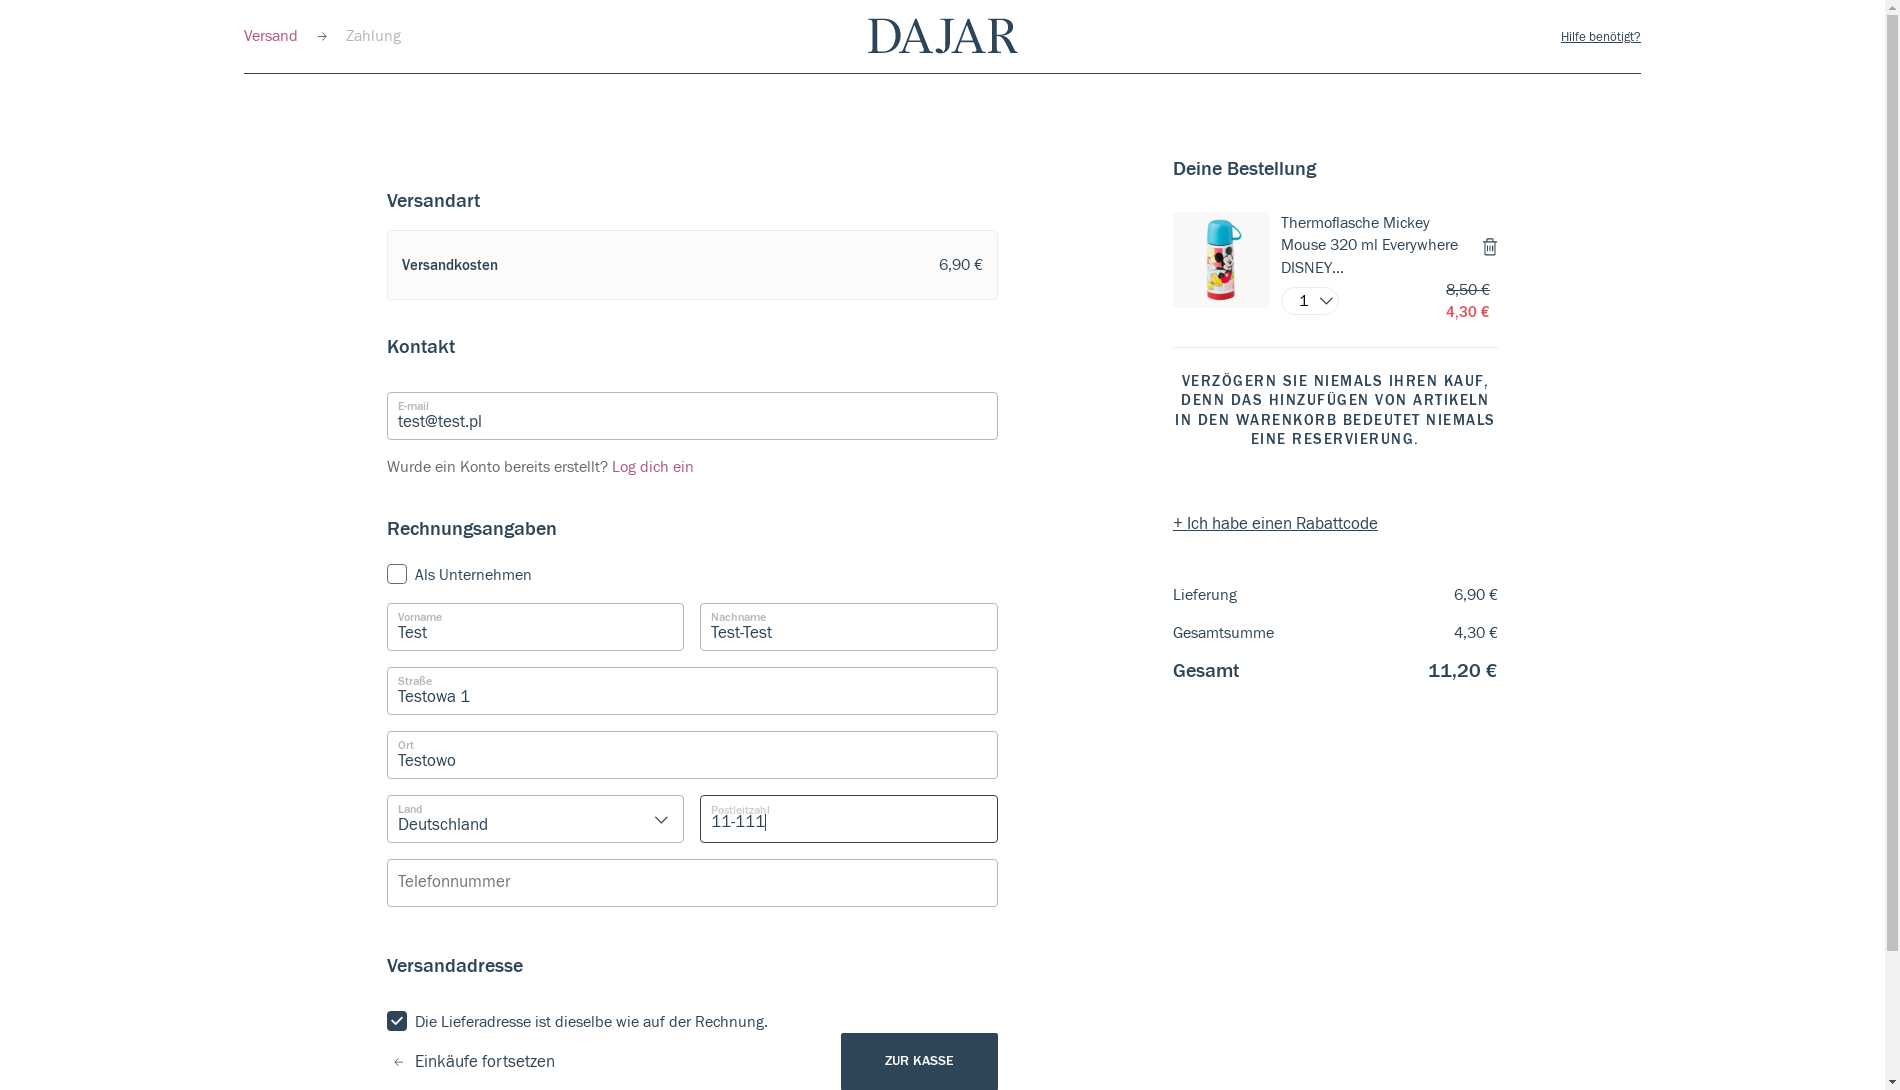 Versand
Zahlung
DAJAR
Hilfe benötigt?
Versandart
Versandkosten
6,90 €
Kontakt
E-mail
test@test.pl
Wurde ein Konto bereits erstellt? Log dich ein
Rechnungsangaben
Als Unternehmen
Vorname
Test
Nachname
Test-Test
Straße
Testowa 1
Ort
Testowo
Land
Deutschland
Postleitzahl
11-111
Telefonnummer
Versandadresse
Die Lieferadresse ist dieselbe wie auf der Rechnung.
Einkäufe fortsetzen
ZUR KASSE
Deine Bestellung
Thermoflasche Mickey
Mouse 320 ml Everywhere
DISNEY...
1
8,50 €
4,30 €
VERZÖGERN SIE NIEMALS IHREN KAUF,
DENN DAS HINZUFÜGEN VON ARTIKELN
IN DEN WARENKORB BEDEUTET NIEMALS
EINE RESERVIERUNG.
+ Ich habe einen Rabattcode
Lieferung
6,90 €
Gesamtsumme
4,30 €
Gesamt
11,20 €